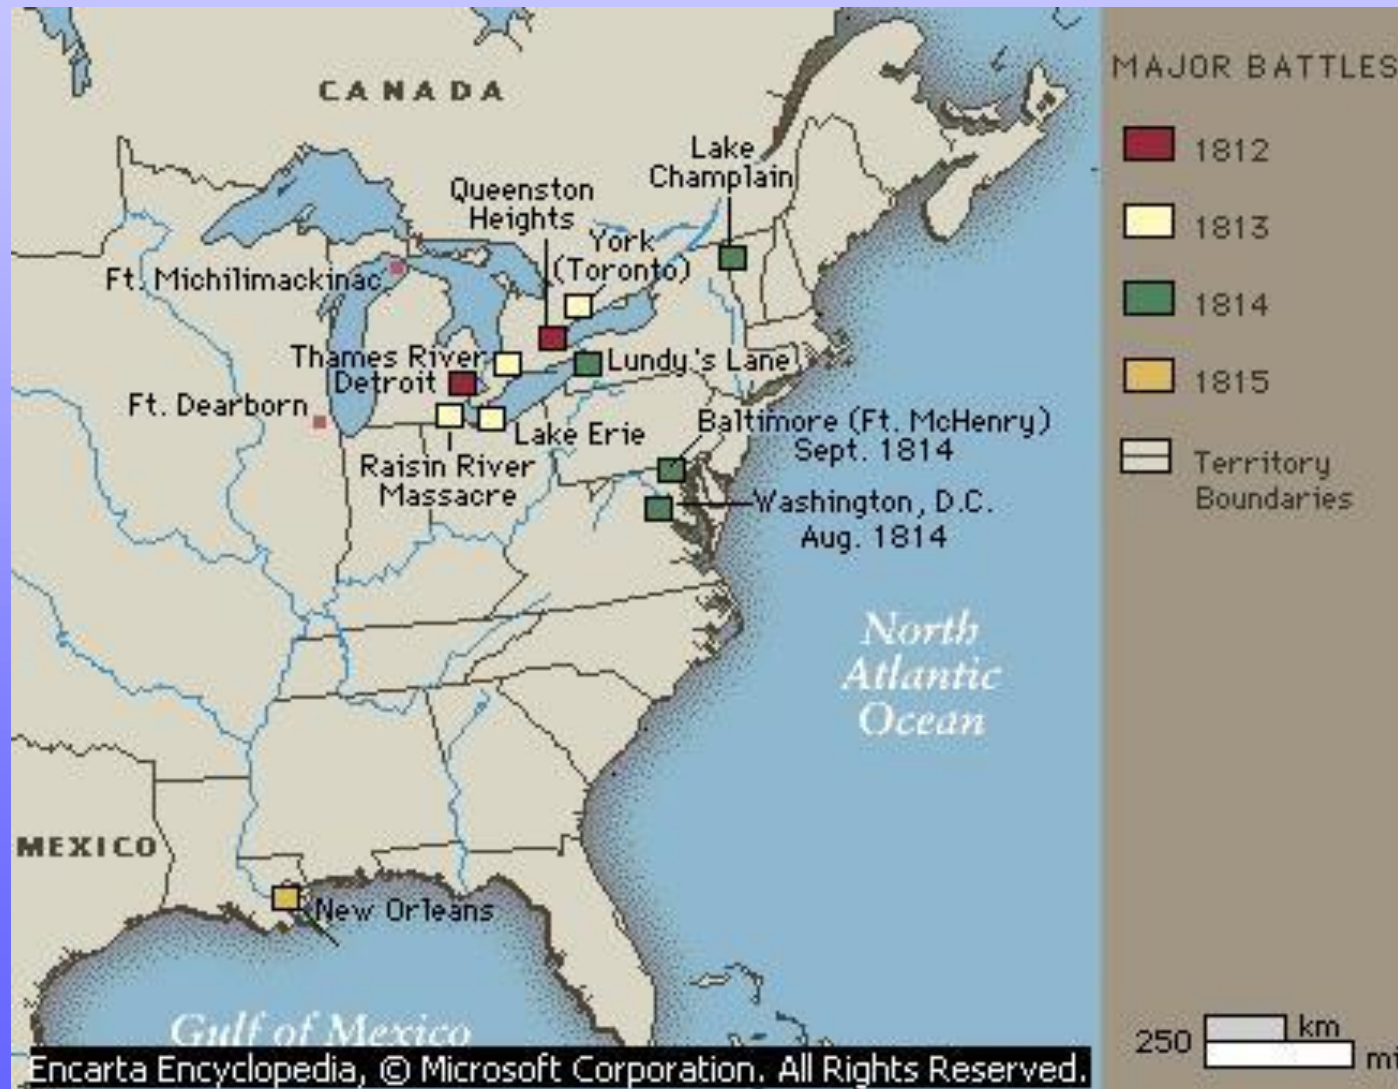 CANADA
Lake
Champlain
Queenston
Heights
York
(Toronto)
Ft. Michilimackinac
Thames River
Lundy's Lane
Detroit
Ft. Dearborn
Lake Erie
Raisin River
Massacre
Baltimore (Ft. McHenry)
Sept. 1814
Washington, D.C.
Aug. 1814
North
Atlantic
Ocean
MEXICO
New Orleans
Gulf of Mexico
Encarta Encyclopedia, © Microsoft Corporation. All Rights Reserved.
MAJOR BATTLES
1812
1813
1814
1815
Territory
Boundaries
250 km
mi